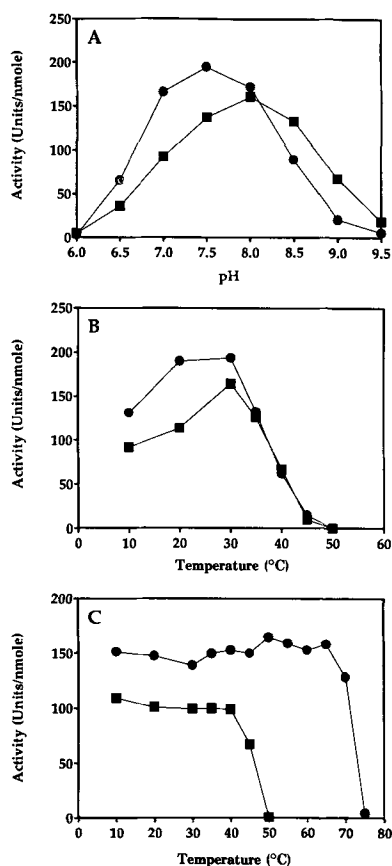 A
250
200
150
100
50
0
Activity (Units/nmole)
6.0 6.5 7.0 7.5 8.0 8.5 9.0 9.5
pH
B
250
200
150
100
50
0
Activity (Units/nmole)
0 10 20 30 40 50 60
Temperature (°C)
C
200
150
100
50
0
Activity (Units/nmole)
0 10 20 30 40 50 60 70 80
Temperature (°C)